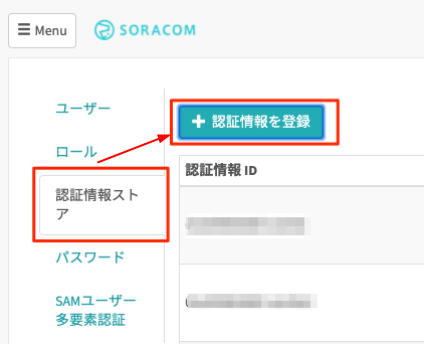 Menu
SORACOM
ユーザー
ロール
認証情報スト
ア
パスワード
SAMユーザー
多要素認証
+ 認証情報を登録
認証情報 ID